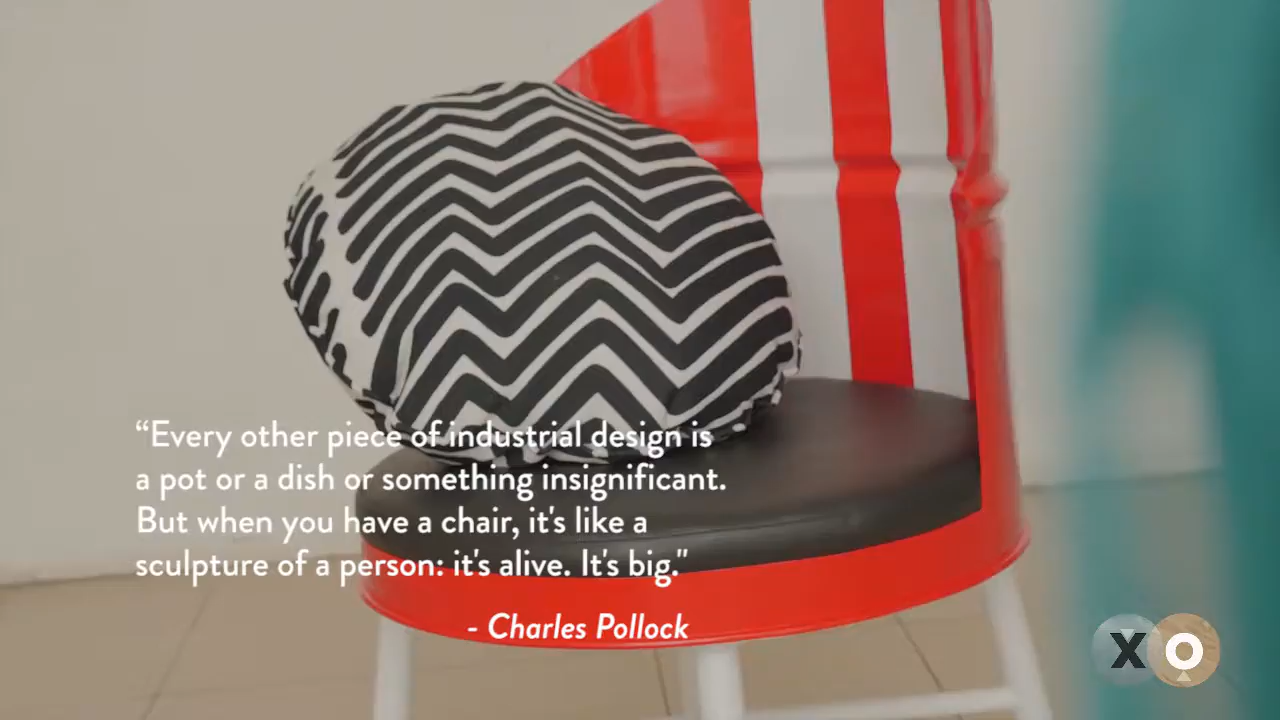 “Every other piece of industrial design is
a pot or a dish or something insignificant.
But when you have a chair, it's like a
sculpture of a person: it's alive. It's big."
- Charles Pollock
XO